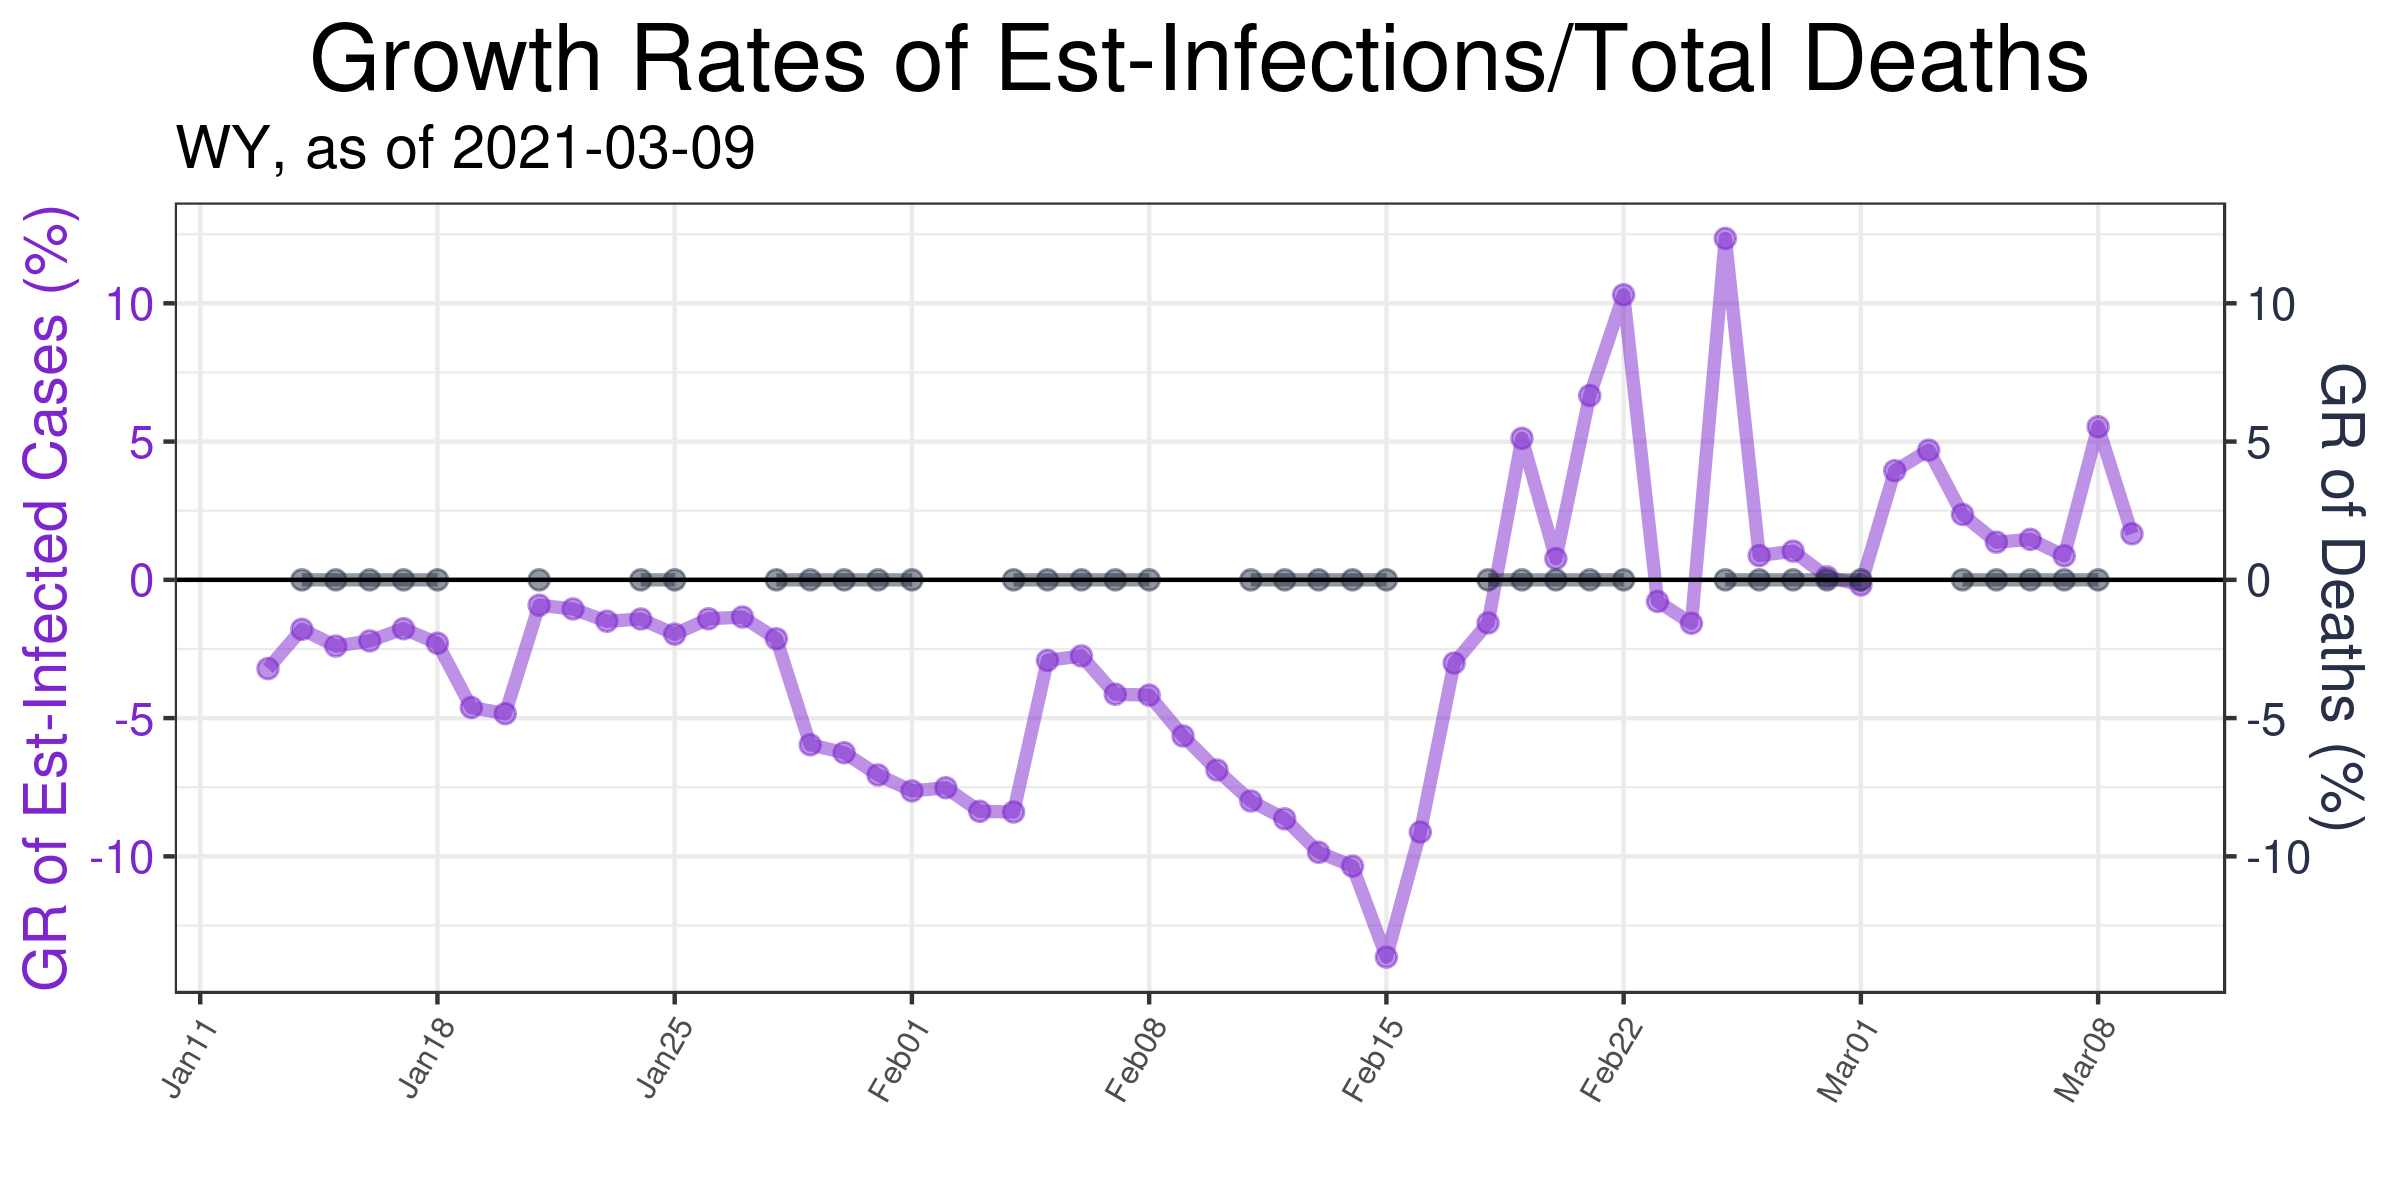 Growth Rates of Est-Infections/Total Deaths
WY, as of 2021-03-09
GR of Est-Infected Cases (%)
10
5
0
-5
-10
10
5
0
-5
-10
GR of Deaths (%)
Jan11
Jan18
Jan25
Feb01
Feb08
Feb15
Feb22
Mar01
Mar08